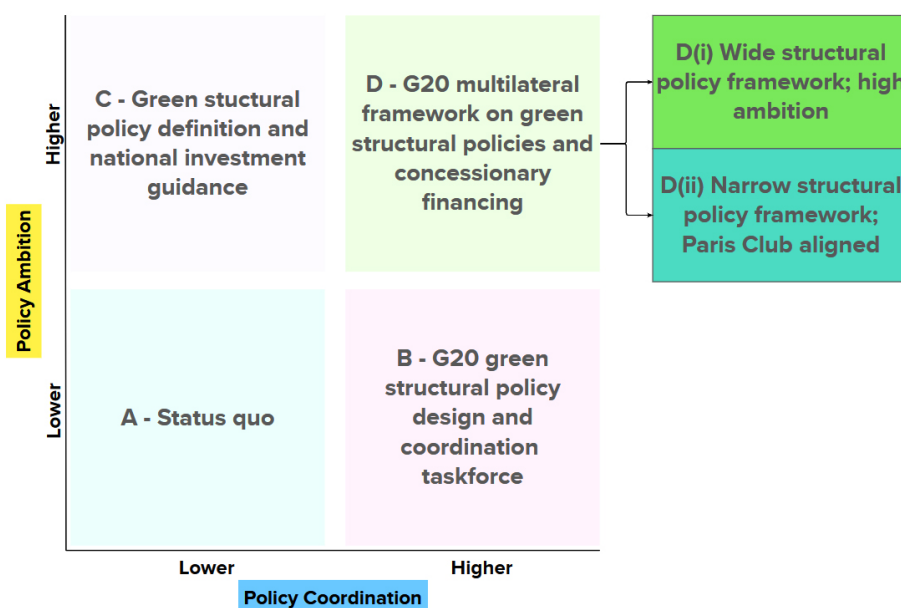 C - Green stuctural
policy definition and
national investment
guidance
D - G20 multilateral
framework on green
structural policies and
concessionary
financing
D(i) Wide structural
policy framework; high
ambition
D(ii) Narrow structural
policy framework;
Paris Club aligned
Higher
Policy Ambition
Lower
A - Status quo
B - G20 green
structural policy
design and
coordination
taskforce
Lower
Higher
Policy Coordination